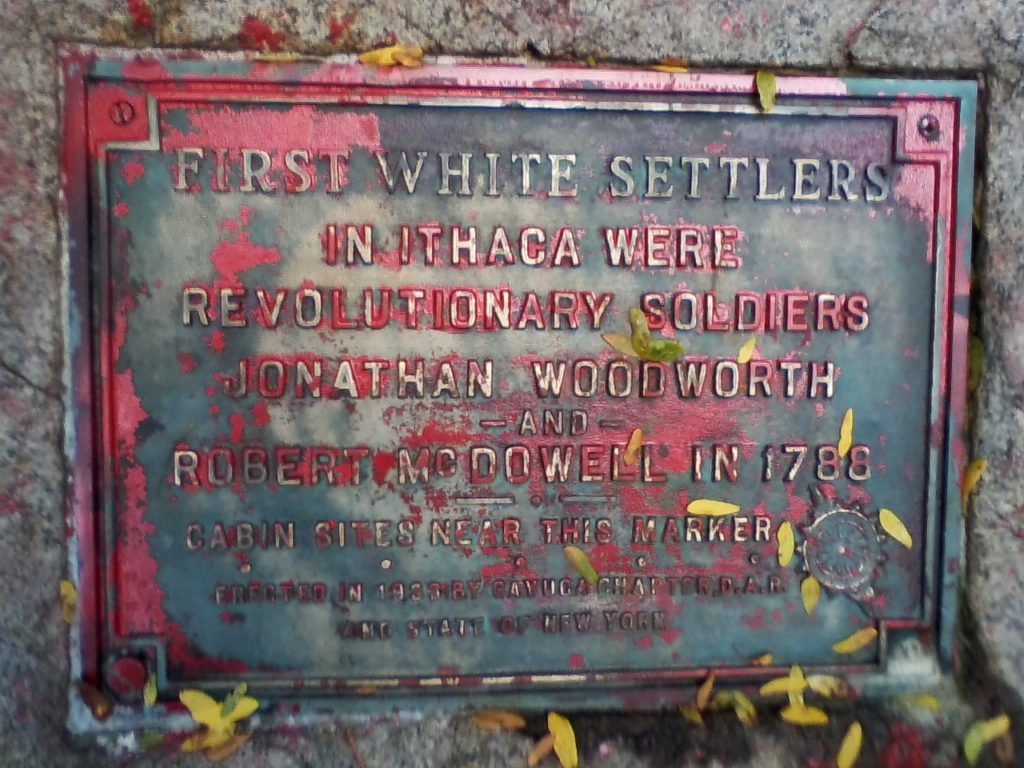 FIRST WHITE SETTLERS
IN ITHACA WERE
REVOLUTIONARY SOLDIERS
JONATHAN WOODWORTH
— AND —
ROBERT McDOWELL IN 1788
CABIN SITES NEAR THIS MARKER
ERECTED IN 1933 BY CAYUGA CHAPTER, D.A.R.
AND STATE OF NEW YORK